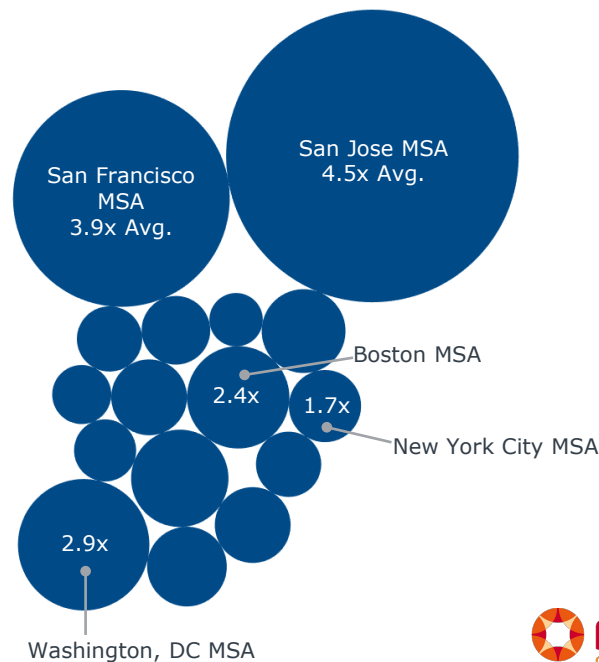 San Francisco
MSA
3.9x Avg.
San Jose MSA
4.5x Avg.
Boston MSA
2.4x
1.7x
New York City MSA
2.9x
Washington, DC MSA